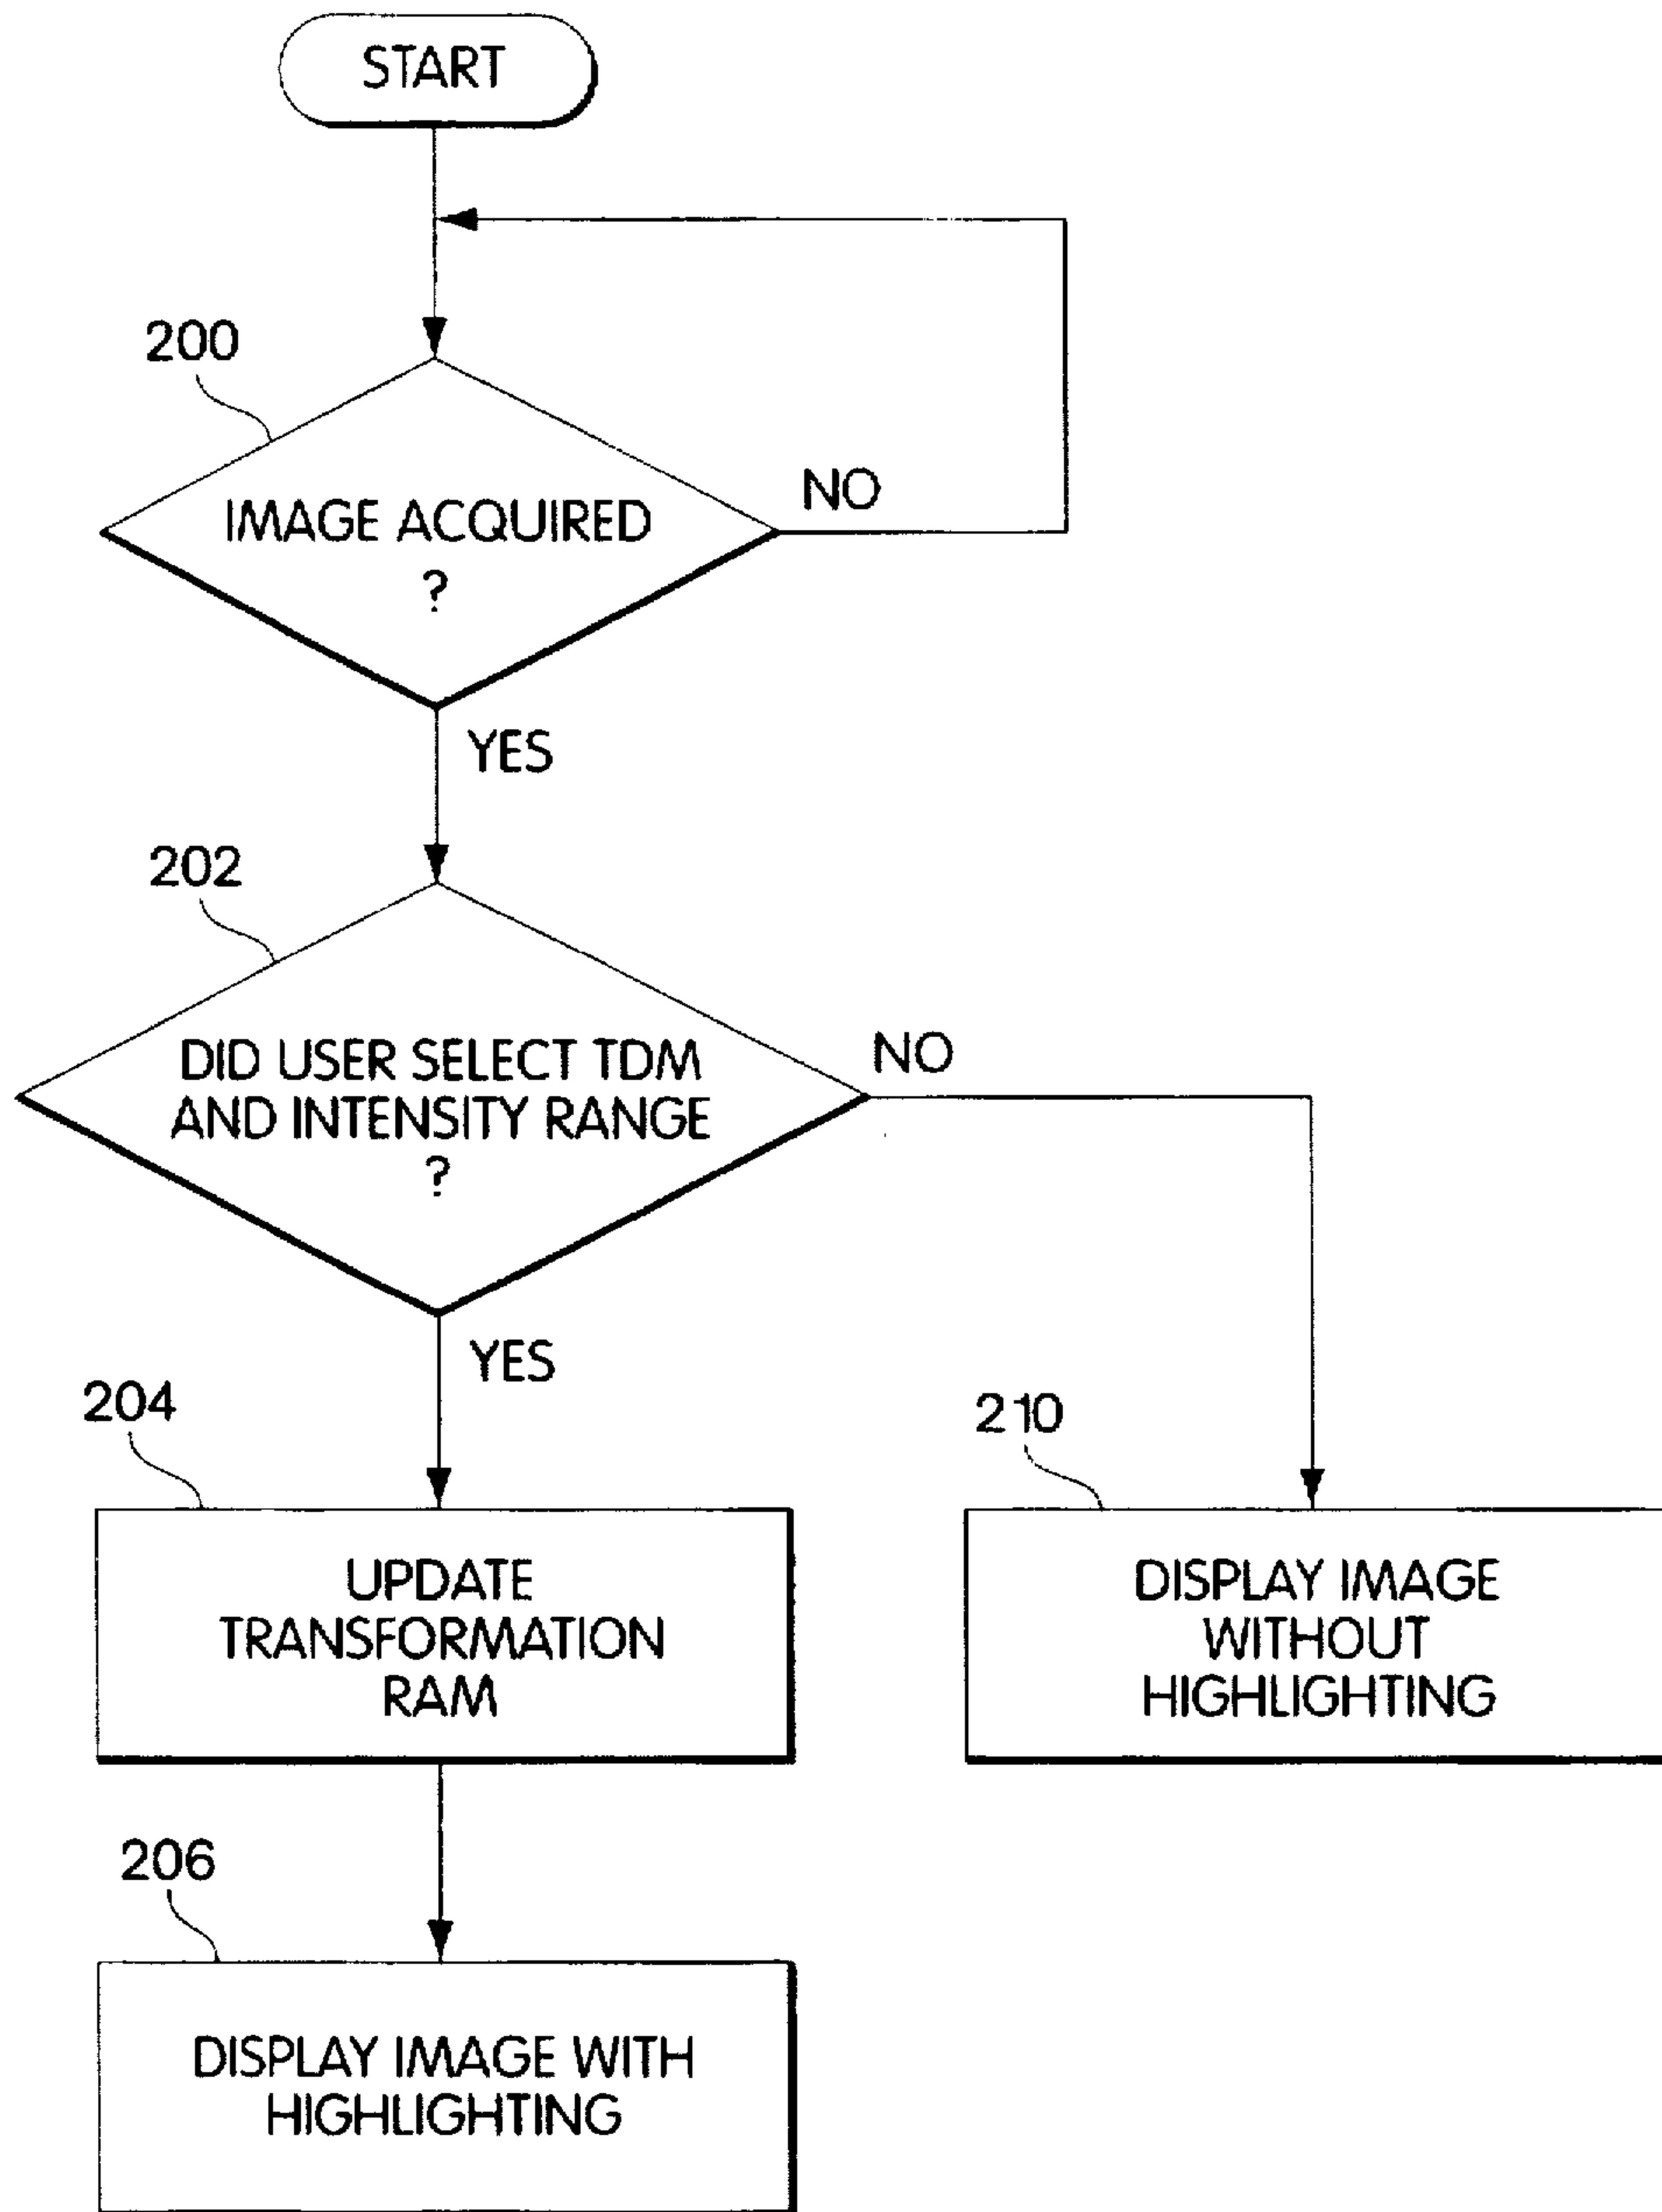 START
200
IMAGE ACQUIRED
?
NO
YES
202
DID USER SELECT TDM
AND INTENSITY RANGE
?
NO
YES
204
UPDATE
TRANSFORMATION
RAM
210
DISPLAY IMAGE
WITHOUT
HIGHLIGHTING
206
DISPLAY IMAGE WITH
HIGHLIGHTING